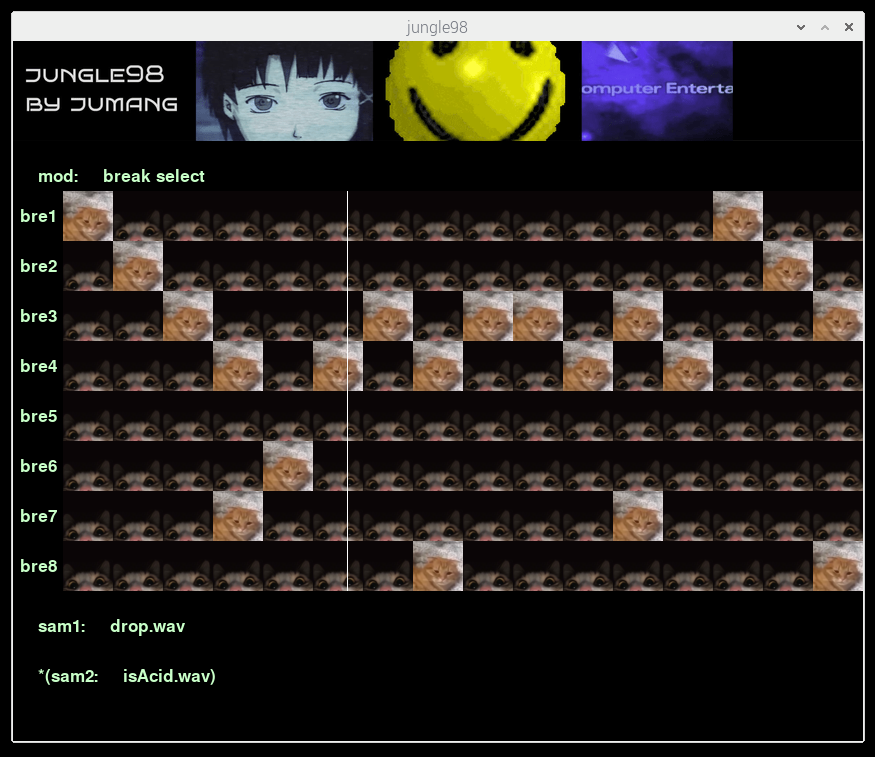 jungle98
JUNGLE98
BY JUMANG
omputer Enterta
mod: break select
bre1
bre2
bre3
bre4
bre5
bre6
bre7
bre8
sam1: drop.wav
*(sam2: isAcid.wav)